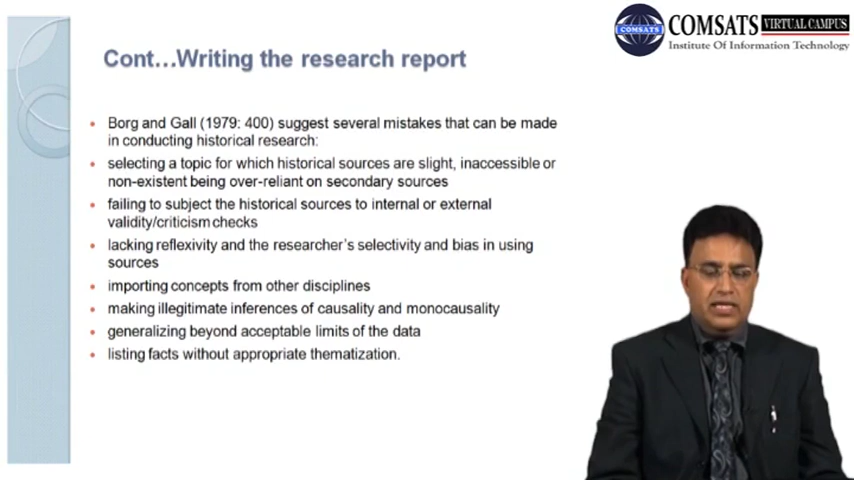 COMSATS VIRTUAL CAMPUS
COMSATS
Institute Of Information Technology
Cont...Writing the research report
Borg and Gall (1979: 400) suggest several mistakes that can be made
in conducting historical research:
selecting a topic for which historical sources are slight, inaccessible or
non-existent being over-reliant on secondary sources
failing to subject the historical sources to internal or external
validity/criticism checks
lacking reflexivity and the researcher's selectivity and bias in using
sources
importing concepts from other disciplines
making illegitimate inferences of causality and monocausality
generalizing beyond acceptable limits of the data
listing facts without appropriate thematization.